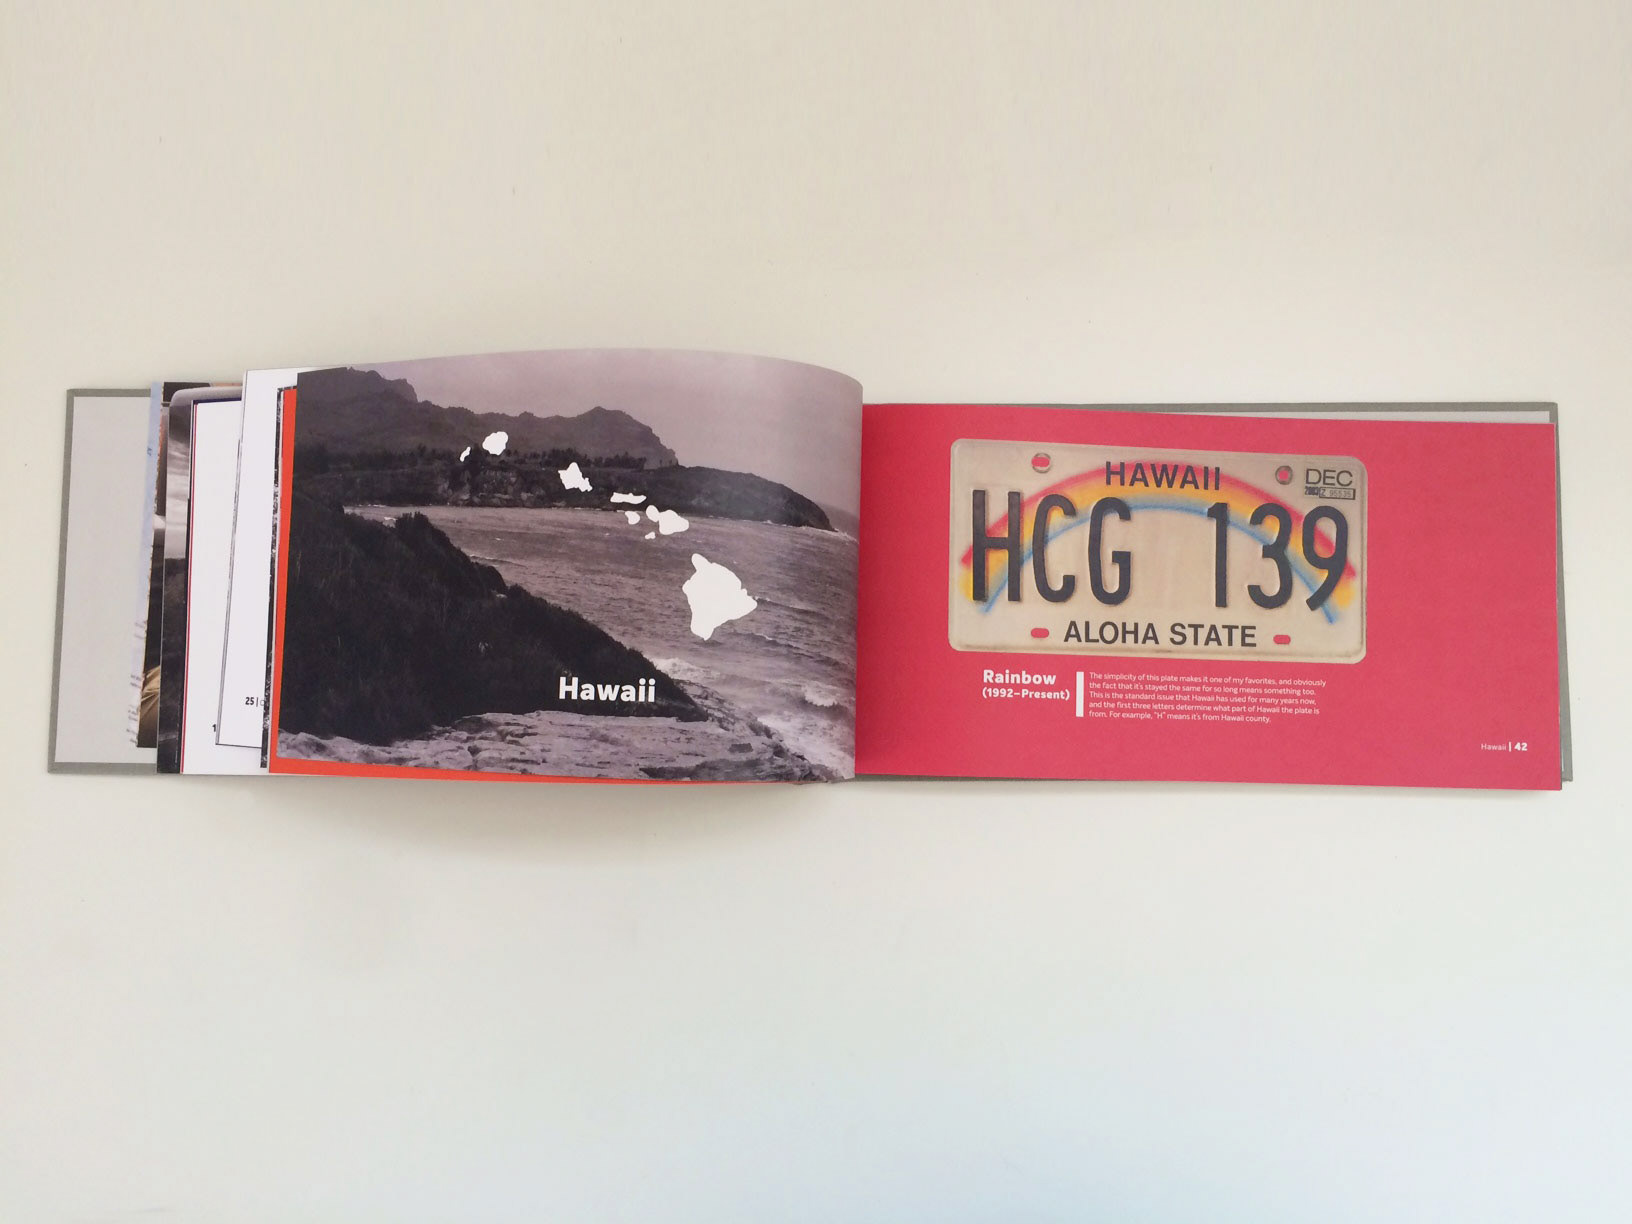 25 |
Hawaii
HAWAII
DEC
HCG 139
ALOHA STATE
Rainbow
(1992–Present)
The simplicity of this plate makes it one of my favorites, and obviously
the fact that it's stayed the same for so long means something too.
This is the standard issue that Hawaii has used for many years now,
and the first three letters determine what part of Hawaii the plate is
from. For example, "H" means it's from Hawaii county.
Hawaii | 42